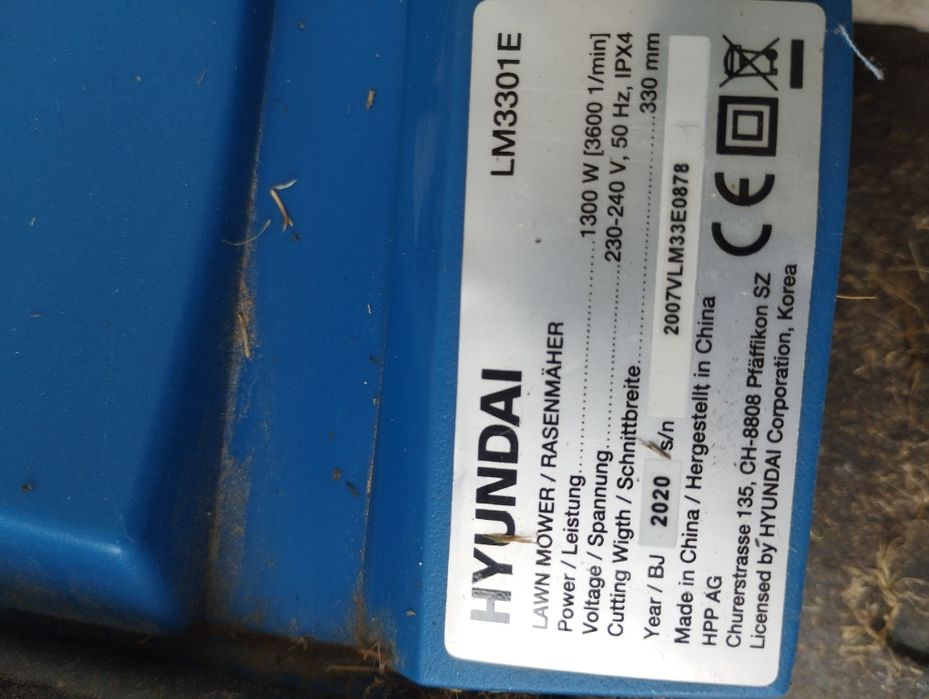 HYUNDAI LM3301E
LAWN MOWER / RASENMÄHER
Power / Leistung..............................1300 W [3600 1/min]
Voltage / Spannung..............................230-240 V, 50 Hz, IPX4
Cutting Wigth / Schnittbreite..............................330 mm
Year / BJ 2020 s/n 2007VLM33E0878
Made in China / Hergestellt in China
HPP AG
Churerstrasse 135, CH-8808 Pfäffikon SZ
Licensed by HYUNDAI Corporation, Korea
CE